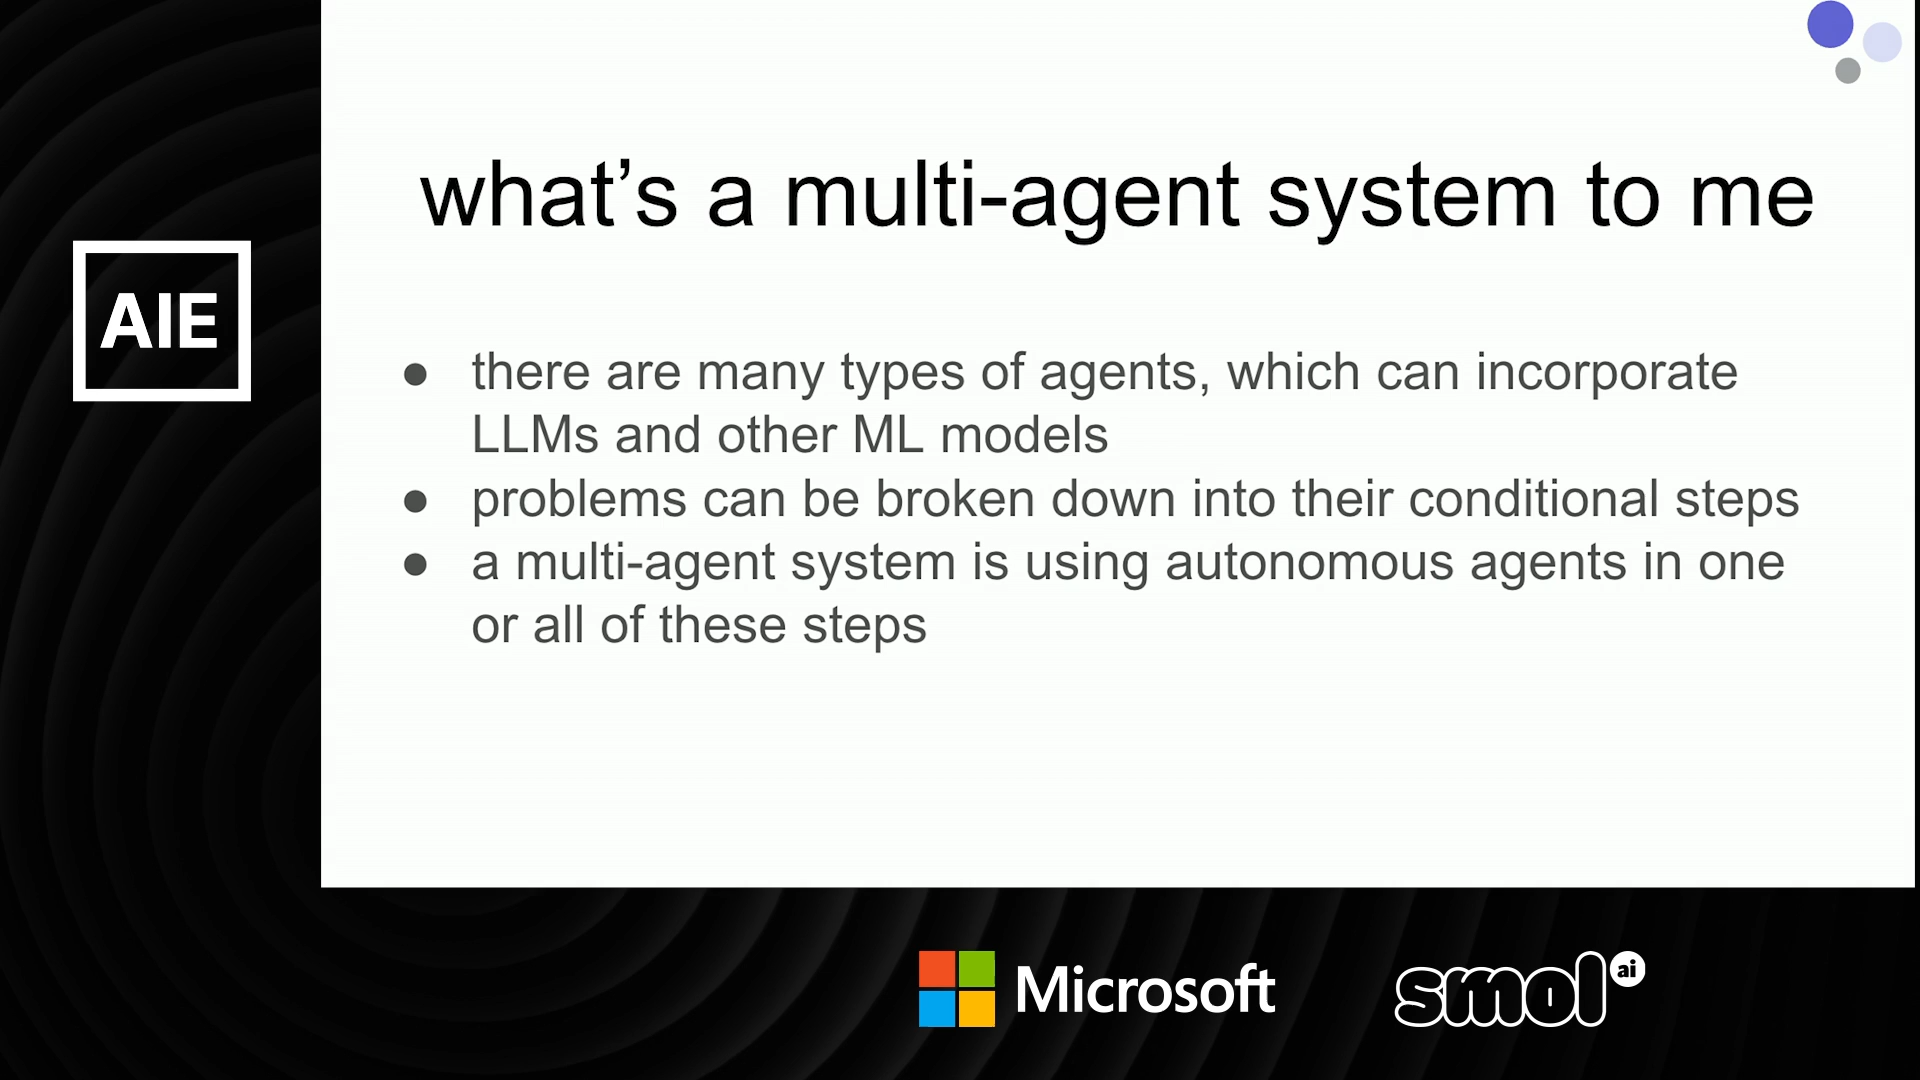 what’s a multi-agent system to me
AIE
● there are many types of agents, which can incorporate
LLMs and other ML models
● problems can be broken down into their conditional steps
● a multi-agent system is using autonomous agents in one
or all of these steps
Microsoft
smol ai